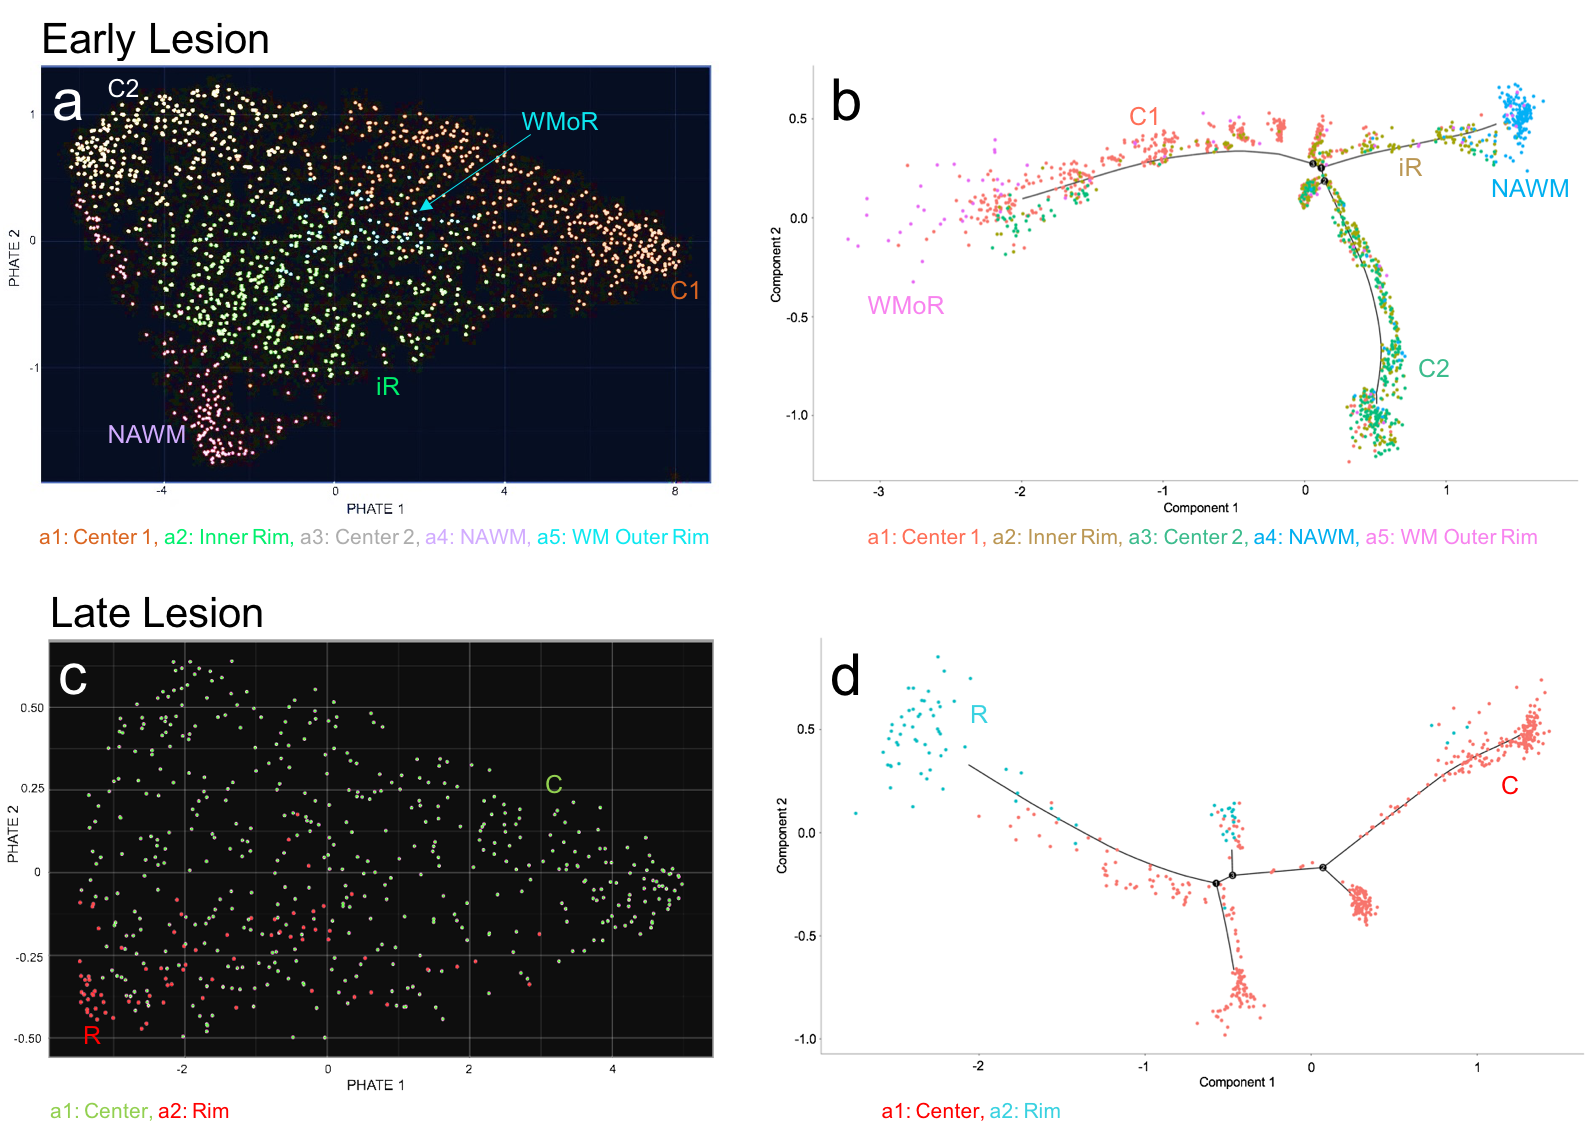 Early Lesion
a
C2
WMoR
C1
iR
NAWM
1
0
-1
PHATE 2
-4
0
4
8
PHATE 1
a1: Center 1, a2: Inner Rim, a3: Center 2, a4: NAWM, a5: WM Outer Rim
b
C1
iR
NAWM
WMoR
C2
0.5
0.0
-0.5
-1.0
Component 2
-3
-2
-1
0
1
Component 1
a1: Center 1, a2: Inner Rim, a3: Center 2, a4: NAWM, a5: WM Outer Rim
Late Lesion
c
C
R
0.50
0.25
0
-0.25
-0.50
PHATE 2
-2
0
2
4
PHATE 1
a1: Center, a2: Rim
d
R
C
0.5
0.0
-0.5
-1.0
Component 2
-2
-1
0
1
Component 1
a1: Center, a2: Rim